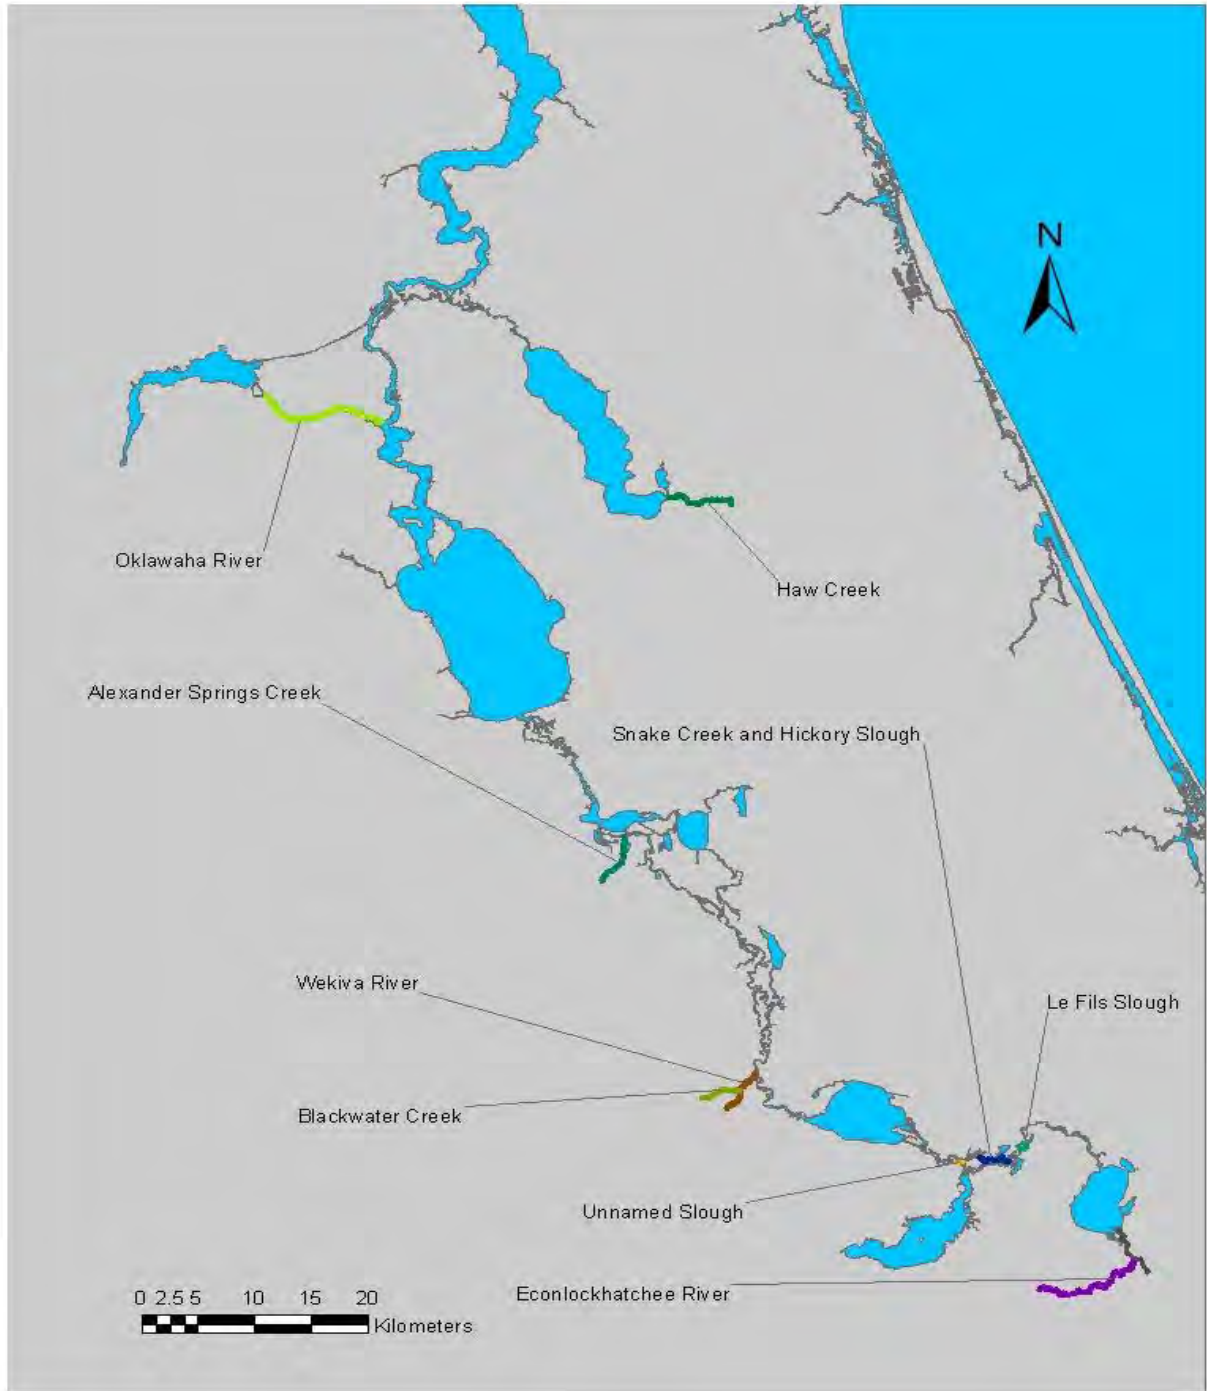 N
Oklawaha River
Haw Creek
Alexander Springs Creek
Snake Creek and Hickory Slough
Wekiva River
Le Fils Slough
Blackwater Creek
Unnamed Slough
Econlockhatchee River
0 2.5 5 10 15 20
Kilometers